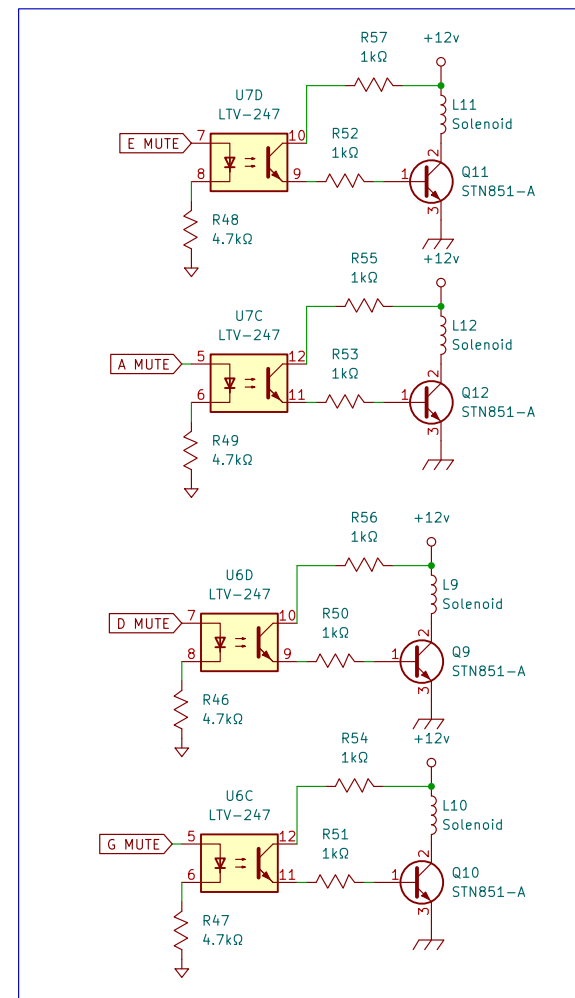 R57
1kΩ
+12v
U7D
LTV-247
L11
Solenoid
E MUTE
7
10
R52
1kΩ
2
8
9
1
Q11
STN851-A
3
R48
4.7kΩ
R55
1kΩ
+12v
U7C
LTV-247
L12
Solenoid
A MUTE
5
12
R53
1kΩ
2
6
11
1
Q12
STN851-A
3
R49
4.7kΩ
R56
1kΩ
+12v
U6D
LTV-247
L9
Solenoid
D MUTE
7
10
R50
1kΩ
2
8
9
1
Q9
STN851-A
3
R46
4.7kΩ
R54
1kΩ
+12v
U6C
LTV-247
L10
Solenoid
G MUTE
5
12
R51
1kΩ
2
6
11
1
Q10
STN851-A
3
R47
4.7kΩ